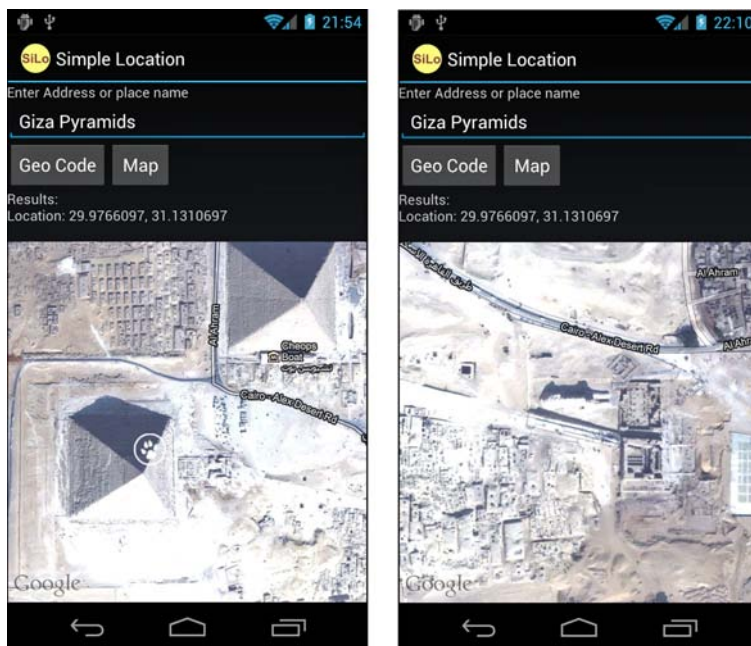 21:54
SiLo Simple Location
Enter Address or place name
Giza Pyramids
Geo Code Map
Results:
Location: 29.9766097, 31.1310697
Al Ahram
Cheops
Boat
Cairo - Alex Desert Rd
Google
22:10
SiLo Simple Location
Enter Address or place name
Giza Pyramids
Geo Code Map
Results:
Location: 29.9766097, 31.1310697
Al Ahram
Cairo - Alex Desert Rd
Al Ahr
Google